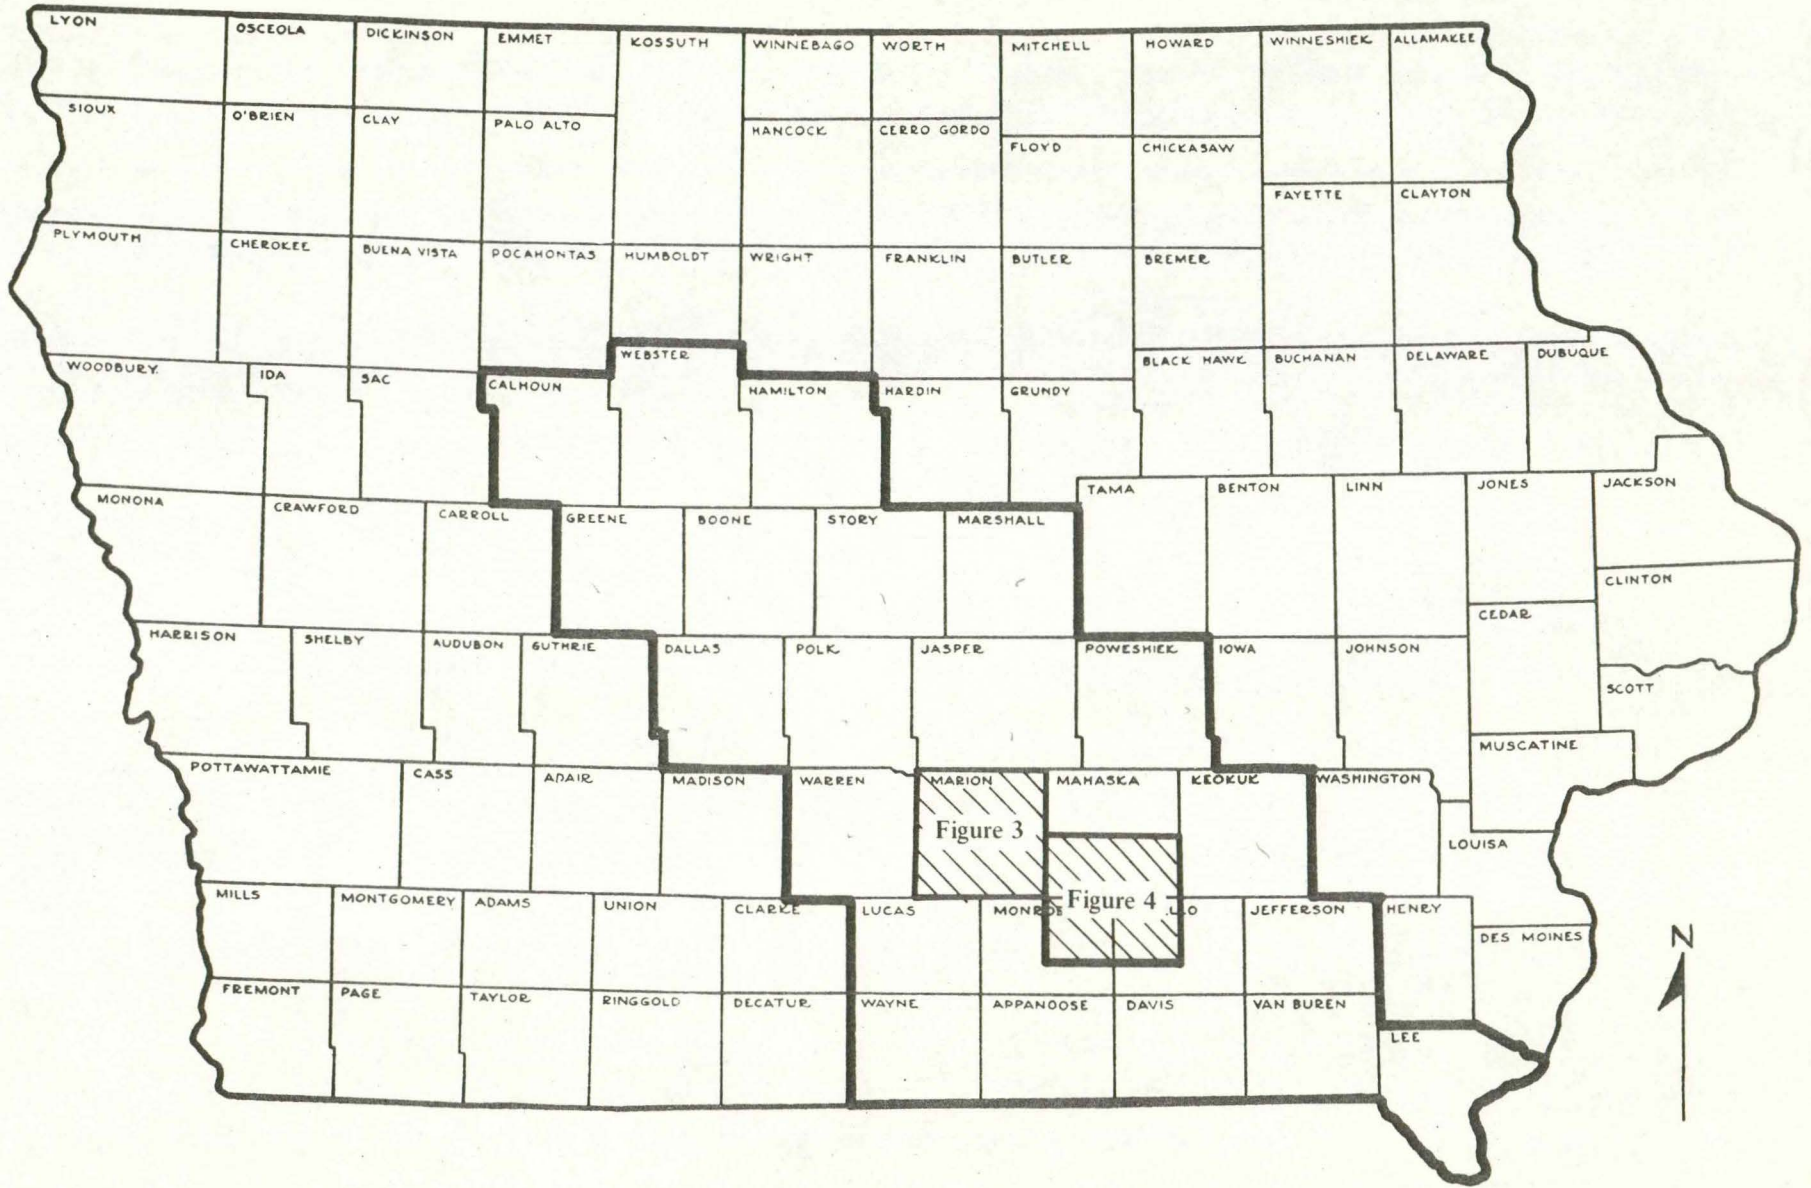 LYON
OSCEOLA
DICKINSON
EMMET
KOSSUTH
WINNEBAGO
WORTH
MITCHELL
HOWARD
WINNESHIEK
ALLAMAKEE
SIOUX
O'BRIEN
CLAY
PALO ALTO
HANCOCK
CERRO GORDO
FLOYD
CHICKASAW
FAYETTE
CLAYTON
PLYMOUTH
CHEROKEE
BUENA VISTA
POCAHONTAS
HUMBOLDT
WRIGHT
FRANKLIN
BUTLER
BREMER
WOODBURY
IDA
SAC
CALHOUN
WEBSTER
HAMILTON
HARDIN
GRUNDY
BLACK HAWK
BUCHANAN
DELAWARE
DUBUQUE
MONONA
CRAWFORD
CARROLL
GREENE
BOONE
STORY
MARSHALL
TAMA
BENTON
LINN
JONES
JACKSON
CLINTON
CEDAR
HARRISON
SHELBY
AUDUBON
GUTHRIE
DALLAS
POLK
JASPER
POWESHIEK
IOWA
JOHNSON
SCOTT
MUSCATINE
POTTAWATTAMIE
CASS
ADAIR
MADISON
WARREN
MARION
MAHASKA
KEOKUK
WASHINGTON
Figure 3
LOUISA
MILLS
MONTGOMERY
ADAMS
UNION
CLARKE
LUCAS
MONROE
Figure 4
LO
JEFFERSON
HENRY
DES MOINES
N
FREMONT
PAGE
TAYLOR
RINGGOLD
DECATUR
WAYNE
APPANOOSE
DAVIS
VAN BUREN
LEE